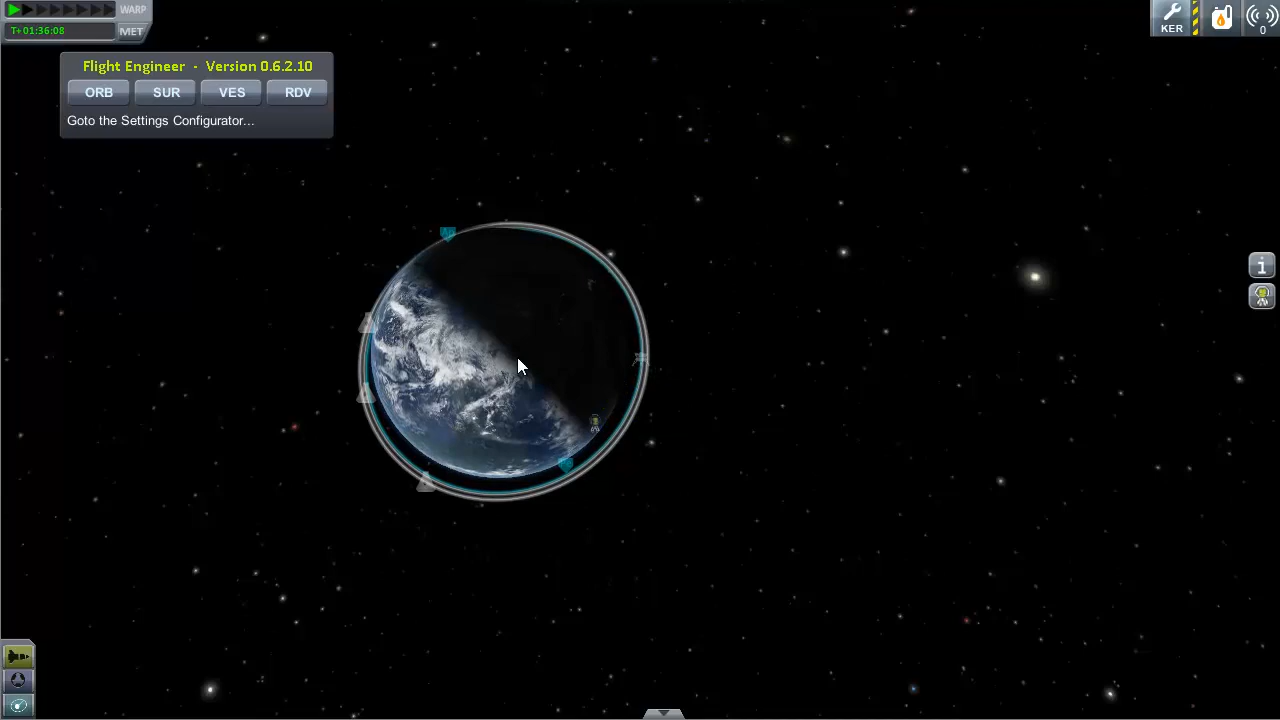 WARP
T+01:36:08
MET
KER
0
Flight Engineer - Version 0.6.2.10
ORB SUR VES RDV
Goto the Settings Configurator...